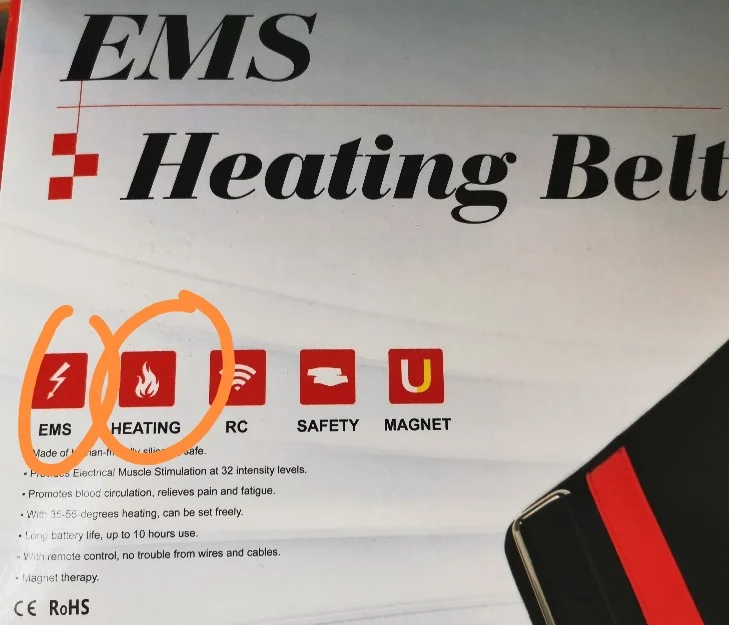 EMS
Heating Belt
EMS HEATING RC SAFETY MAGNET
Made of safe.
• Electrical Muscle Stimulation at 32 intensity levels.
• Promotes blood circulation, relieves pain and fatigue.
• With 35-55-degrees heating, can be set freely.
• Long battery life, up to 10 hours use.
• With remote control, no trouble from wires and cables.
• Magnet therapy.
CE RoHS